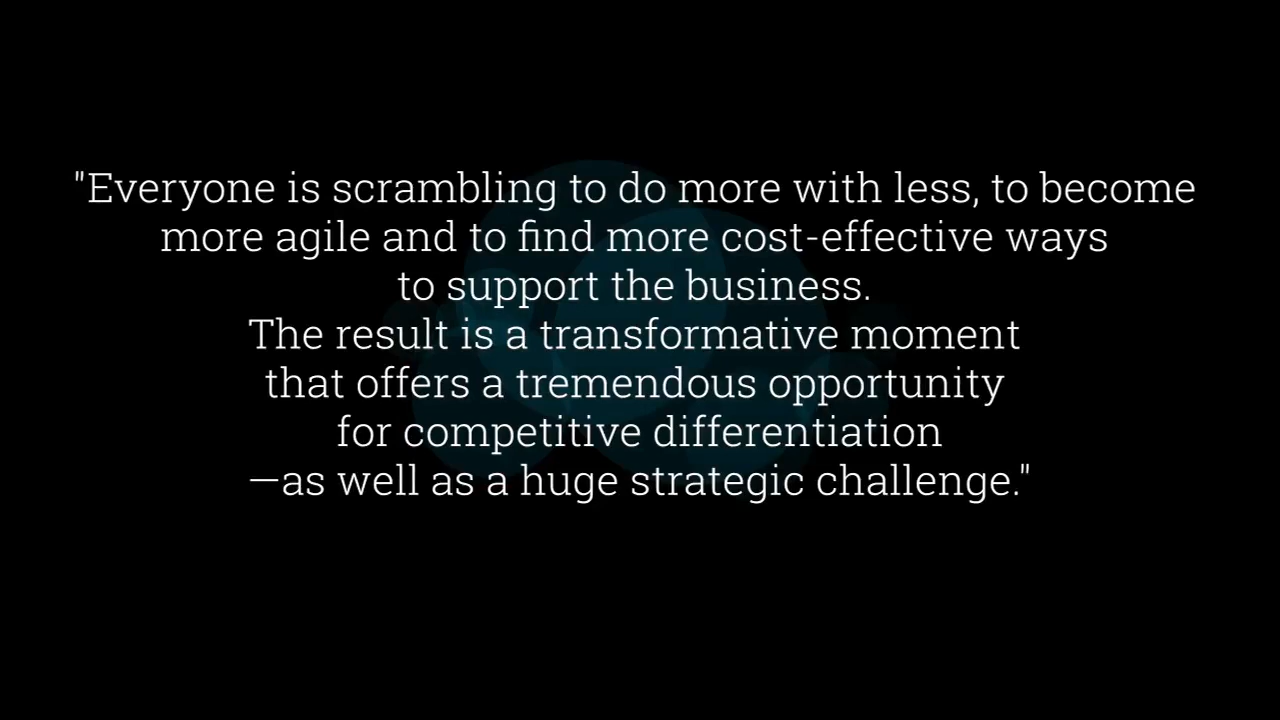 "Everyone is scrambling to do more with less, to become
more agile and to find more cost-effective ways
to support the business.
The result is a transformative moment
that offers a tremendous opportunity
for competitive differentiation
—as well as a huge strategic challenge."